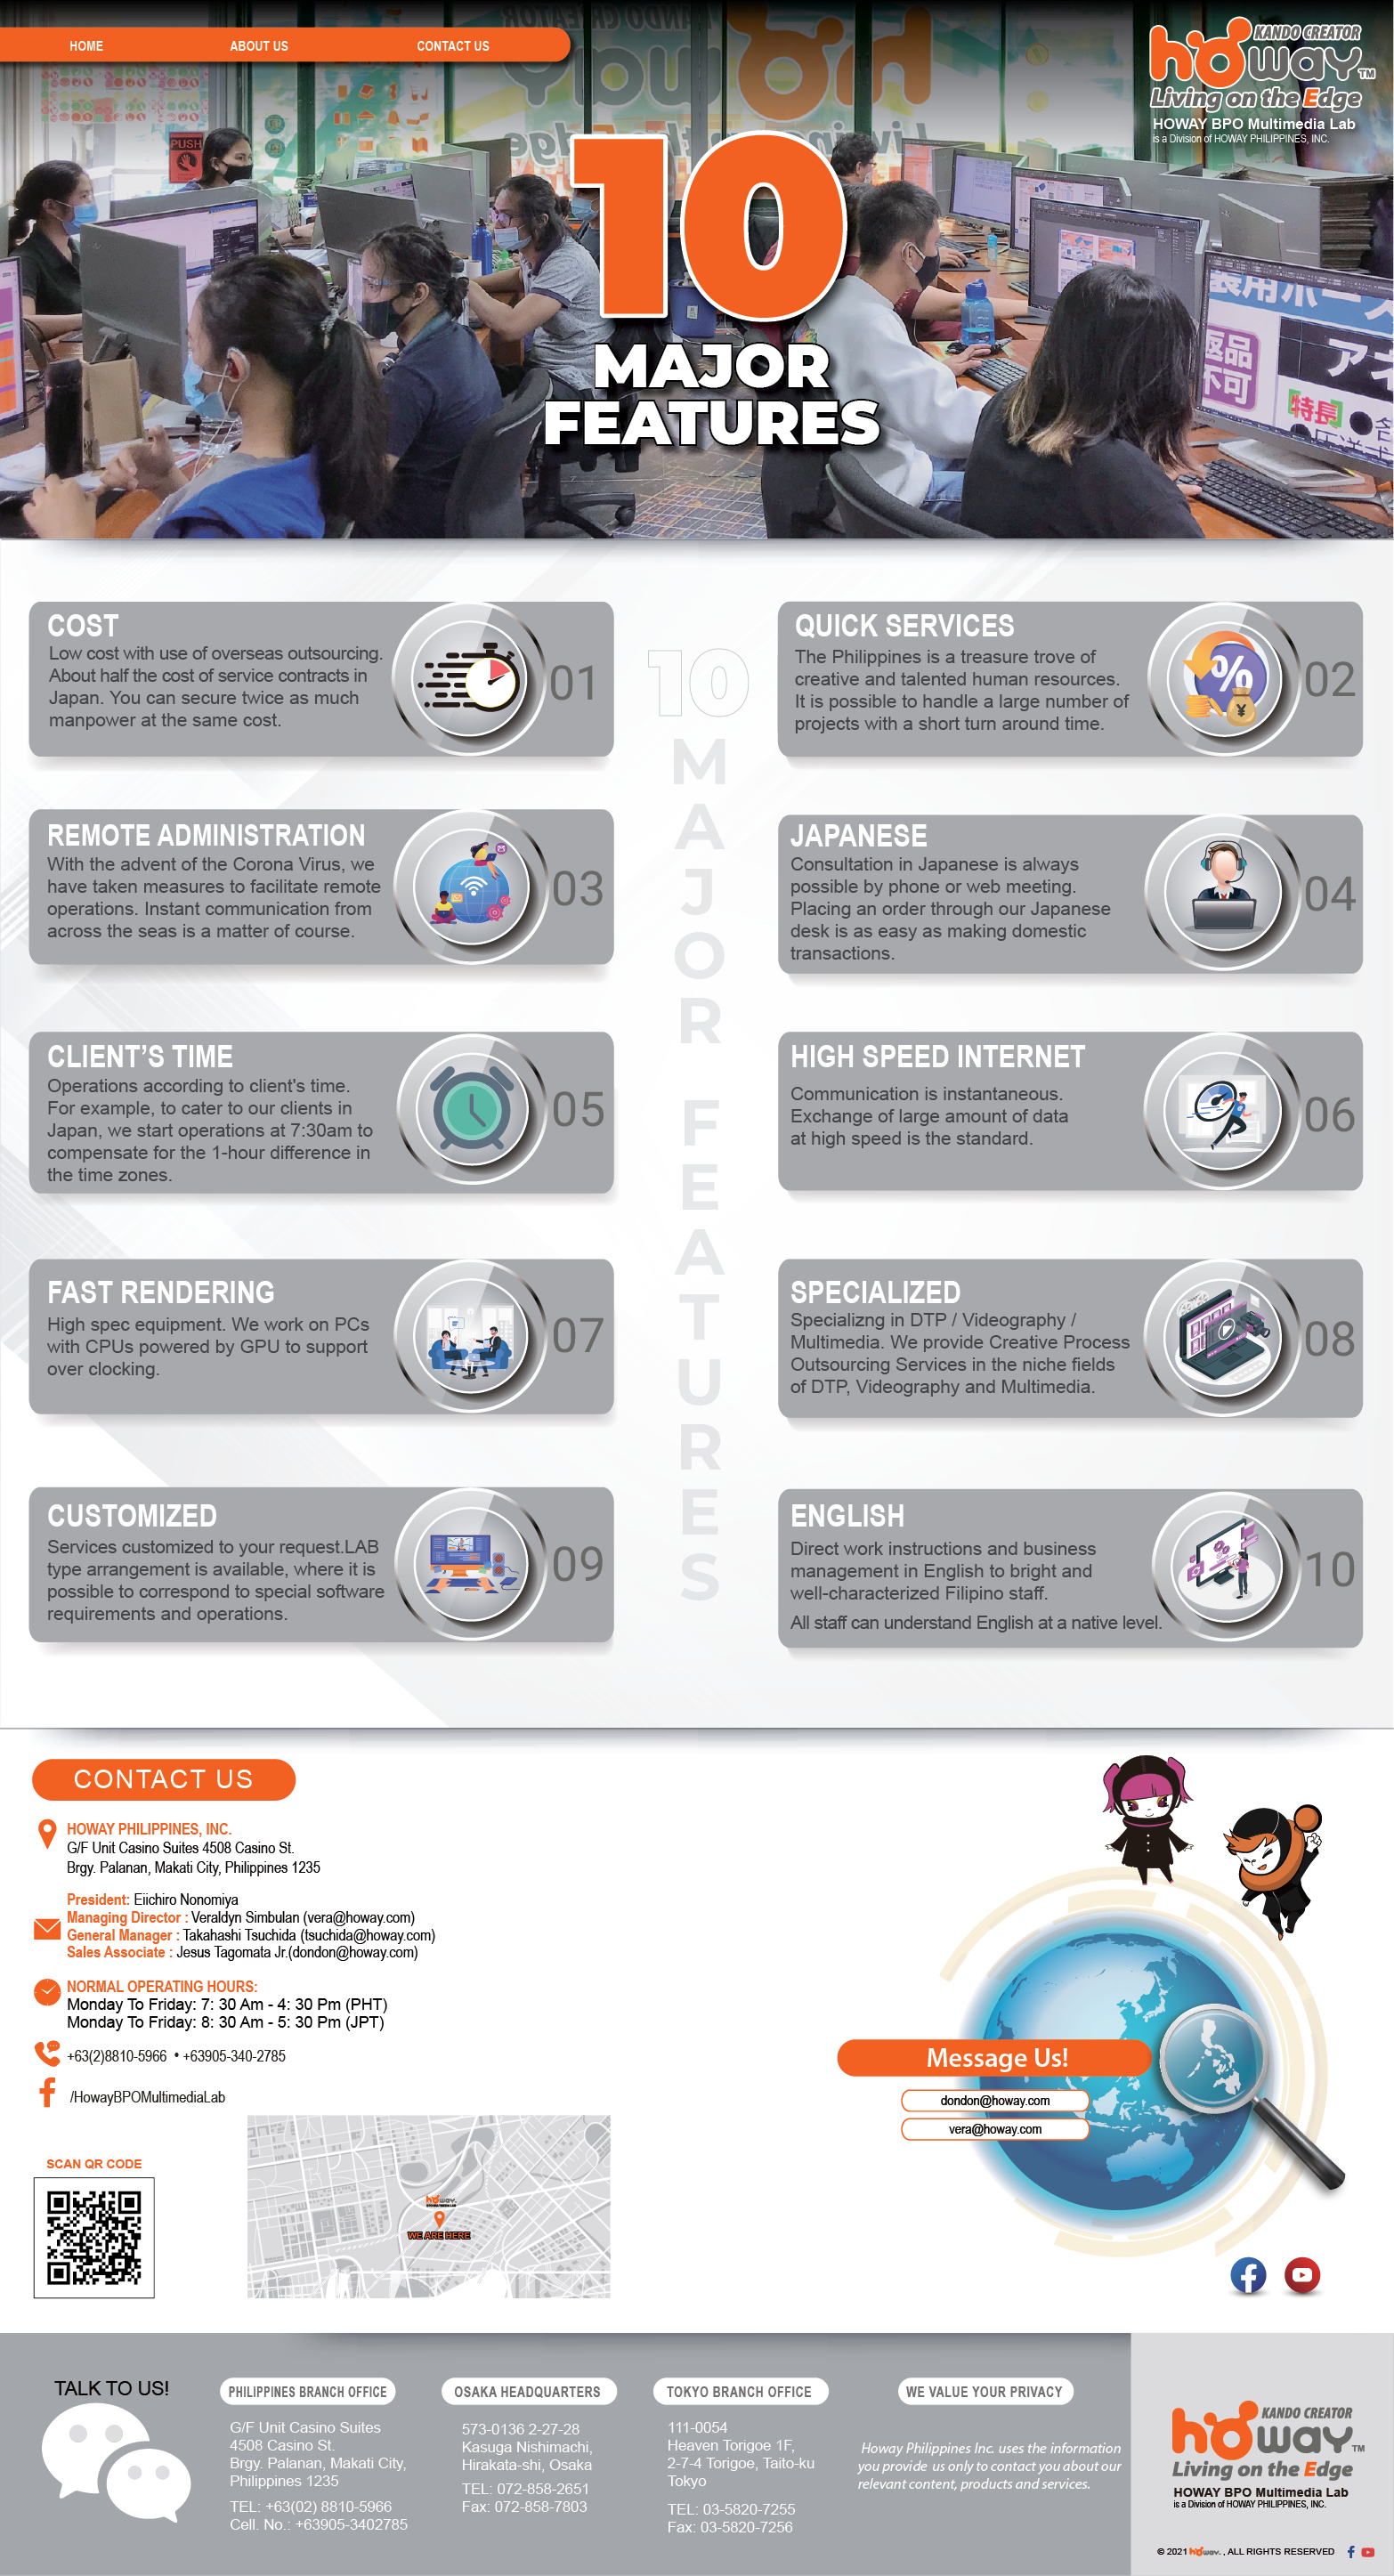 HOME ABOUT US CONTACT US
KANDO CREATOR
howay TM
Living on the Edge
HOWAY BPO Multimedia Lab
is a Division of HOWAY PHILIPPINES, INC.
PUSH
10
MAJOR
FEATURES
返品
不可
特長
COST
Low cost with use of overseas outsourcing.
About half the cost of service contracts in
Japan. You can secure twice as much
manpower at the same cost.
01
QUICK SERVICES
The Philippines is a treasure trove of
creative and talented human resources.
It is possible to handle a large number of
projects with a short turn around time.
02
REMOTE ADMINISTRATION
With the advent of the Corona Virus, we
have taken measures to facilitate remote
operations. Instant communication from
across the seas is a matter of course.
03
JAPANESE
Consultation in Japanese is always
possible by phone or web meeting.
Placing an order through our Japanese
desk is as easy as making domestic
transactions.
04
CLIENT'S TIME
Operations according to client's time.
For example, to cater to our clients in
Japan, we start operations at 7:30am to
compensate for the 1-hour difference in
the time zones.
05
HIGH SPEED INTERNET
Communication is instantaneous.
Exchange of large amount of data
at high speed is the standard.
06
FAST RENDERING
High spec equipment. We work on PCs
with CPUs powered by GPU to support
over clocking.
07
SPECIALIZED
Specializng in DTP / Videography /
Multimedia. We provide Creative Process
Outsourcing Services in the niche fields
of DTP, Videography and Multimedia.
08
CUSTOMIZED
Services customized to your request.LAB
type arrangement is available, where it is
possible to correspond to special software
requirements and operations.
09
ENGLISH
Direct work instructions and business
management in English to bright and
well-characterized Filipino staff.
All staff can understand English at a native level.
10
10
MAJOR FEATURES
CONTACT US
HOWAY PHILIPPINES, INC.
G/F Unit Casino Suites 4508 Casino St.
Brgy. Palanan, Makati City, Philippines 1235
President: Eiichiro Nonomiya
Managing Director : Veraldyn Simbulan (vera@howay.com)
General Manager : Takahashi Tsuchida (tsuchida@howay.com)
Sales Associate : Jesus Tagomata Jr.(dondon@howay.com)
NORMAL OPERATING HOURS:
Monday To Friday: 7: 30 Am - 4: 30 Pm (PHT)
Monday To Friday: 8: 30 Am - 5: 30 Pm (JPT)
+63(2)8810-5966 • +63905-340-2785
/HowayBPOMultimediaLab
SCAN QR CODE
howay.
WE ARE HERE
Message Us!
dondon@howay.com
vera@howay.com
TALK TO US!
PHILIPPINES BRANCH OFFICE
G/F Unit Casino Suites
4508 Casino St.
Brgy. Palanan, Makati City,
Philippines 1235
TEL: +63(02) 8810-5966
Cell. No.: +63905-3402785
OSAKA HEADQUARTERS
573-0136 2-27-28
Kasuga Nishimachi,
Hirakata-shi, Osaka
TEL: 072-858-2651
Fax: 072-858-7803
TOKYO BRANCH OFFICE
111-0054
Heaven Torigoe 1F,
2-7-4 Torigoe, Taito-ku
Tokyo
TEL: 03-5820-7255
Fax: 03-5820-7256
WE VALUE YOUR PRIVACY
Howay Philippines Inc. uses the information
you provide us only to contact you about our
relevant content, products and services.
KANDO CREATOR
howay TM
Living on the Edge
HOWAY BPO Multimedia Lab
is a Division of HOWAY PHILIPPINES, INC.
© 2021 howay. , ALL RIGHTS RESERVED